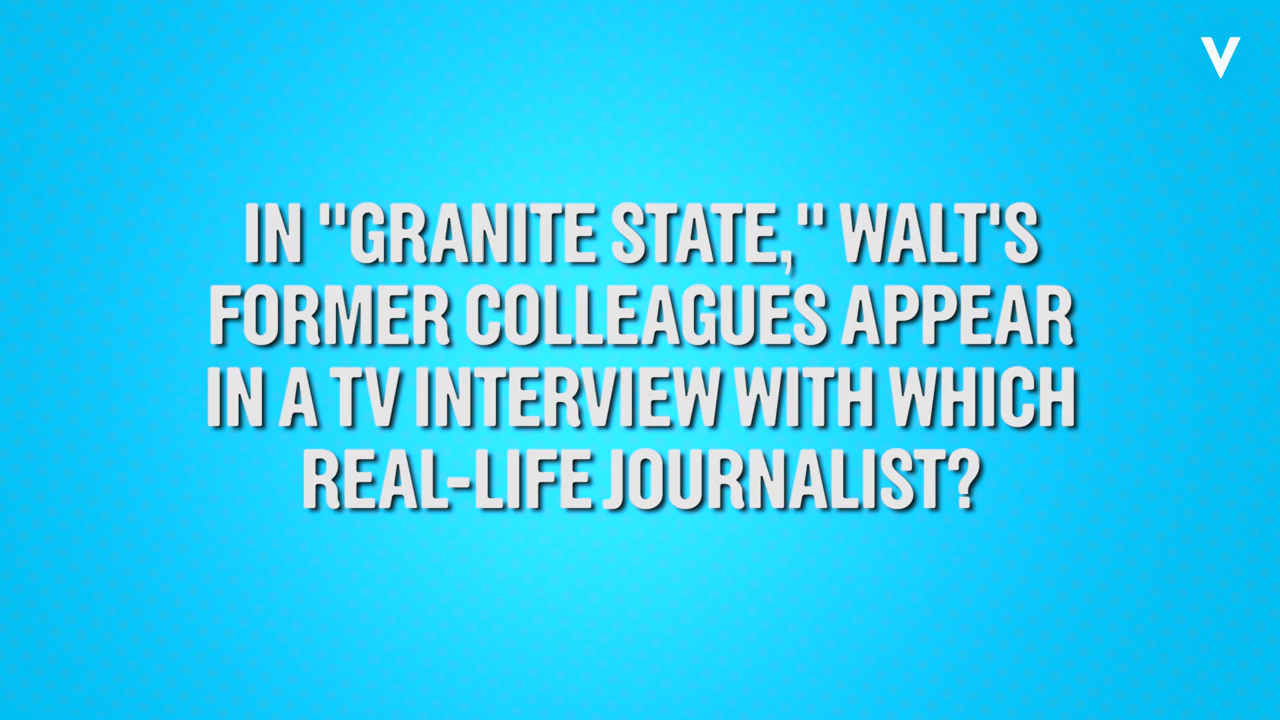 V
IN "GRANITE STATE," WALT'S
FORMER COLLEAGUES APPEAR
IN A TV INTERVIEW WITH WHICH
REAL-LIFE JOURNALIST?